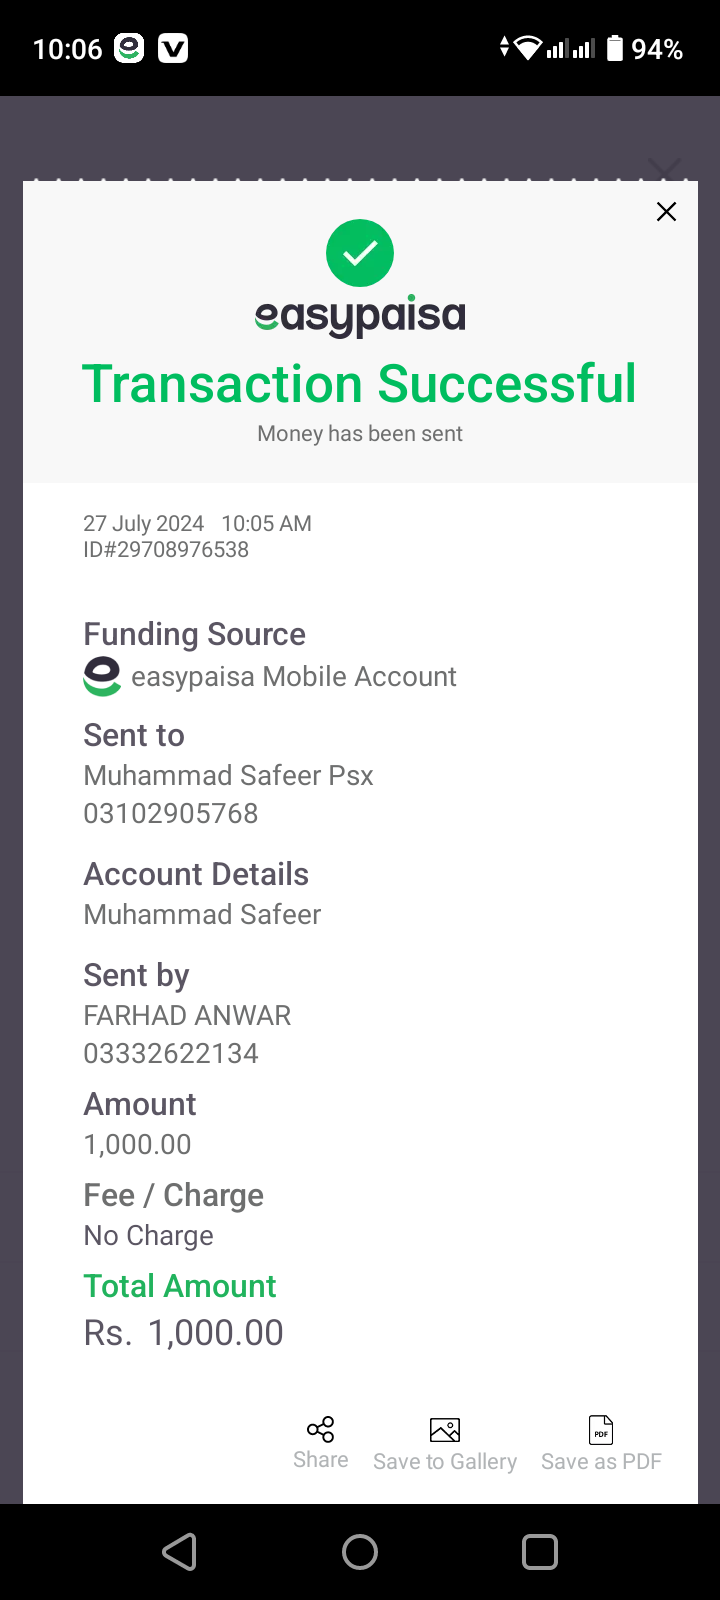 10:06
94%
easypaisa
Transaction Successful
Money has been sent
27 July 2024 10:05 AM
ID#29708976538
Funding Source
easypaisa Mobile Account
Sent to
Muhammad Safeer Psx
03102905768
Account Details
Muhammad Safeer
Sent by
FARHAD ANWAR
03332622134
Amount
1,000.00
Fee / Charge
No Charge
Total Amount
Rs. 1,000.00
PDF
Share Save to Gallery Save as PDF